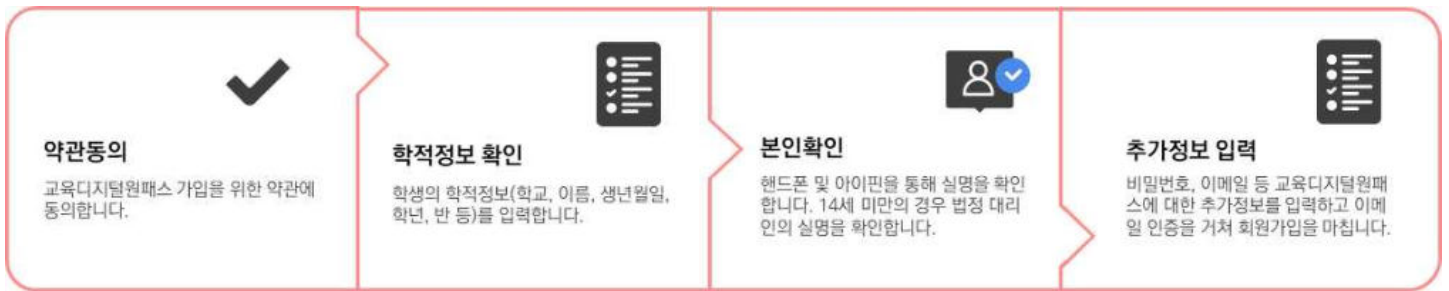 약관동의
교육디지털원패스 가입을 위한 약관에
동의합니다.
학적정보 확인
학생의 학적정보(학교, 이름, 생년월일,
학년, 반 등)를 입력합니다.
본인확인
핸드폰 및 아이핀을 통해 실명을 확인
합니다. 14세 미만의 경우 법정 대리
인의 실명을 확인합니다.
추가정보 입력
비밀번호, 이메일 등 교육디지털원패
스에 대한 추가정보를 입력하고 이메
일 인증을 거쳐 회원가입을 마칩니다.